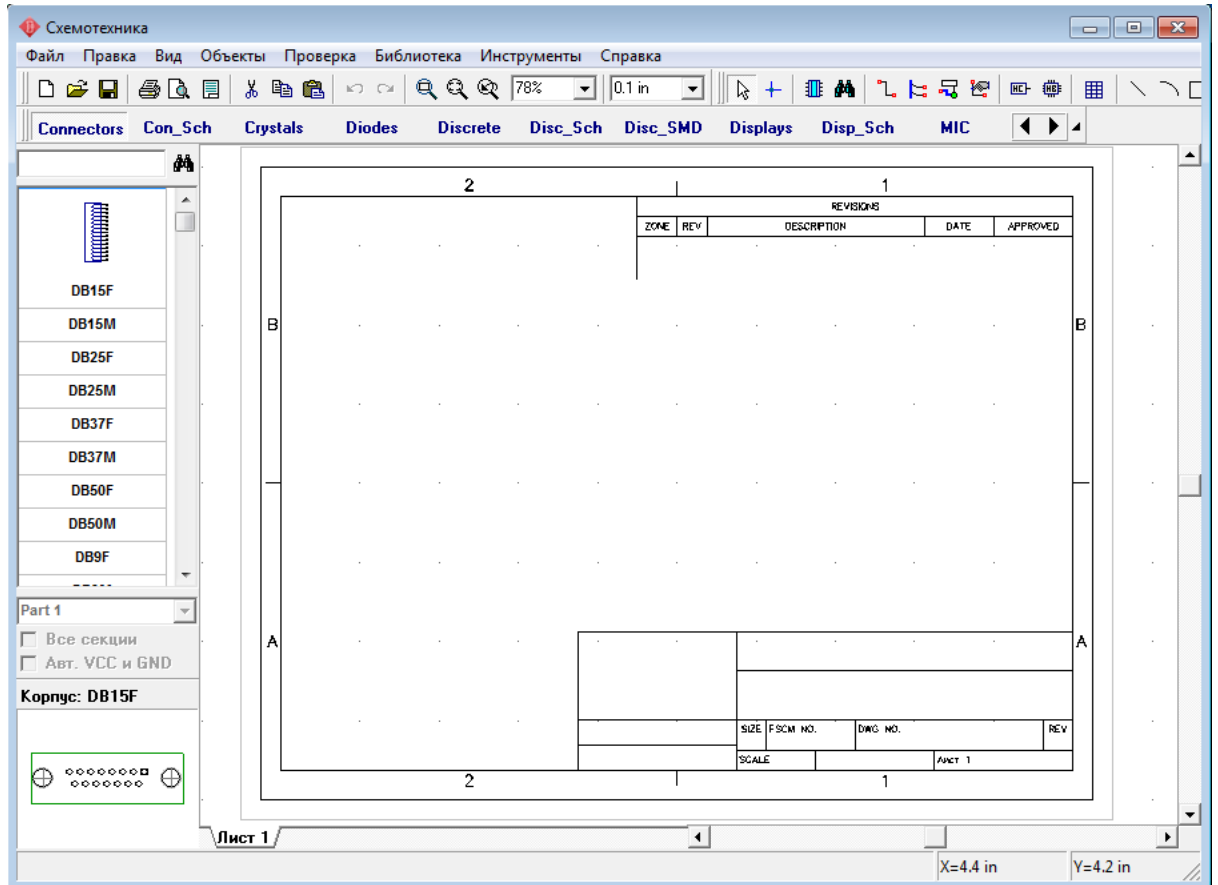 Схемотехника
Файл Правка Вид Объекты Проверка Библиотека Инструменты Справка
78% 0.1 in
Connectors Con_Sch Crystals Diodes Discrete Disc_Sch Disc_SMD Displays Disp_Sch MIC
2 1
REVISIONS
ZONE REV DESCRIPTION DATE APPROVED
DB15F
DB15M
B B
DB25F
DB25M
DB37F
DB37M
DB50F
DB50M
DB9F
Part 1
Все секции
A A
Авт. VCC и GND
Корпус: DB15F
SIZE FSCM NO. DWG NO. REV
SCALE Лист 1
2 1
Лист 1
X=4.4 in Y=4.2 in